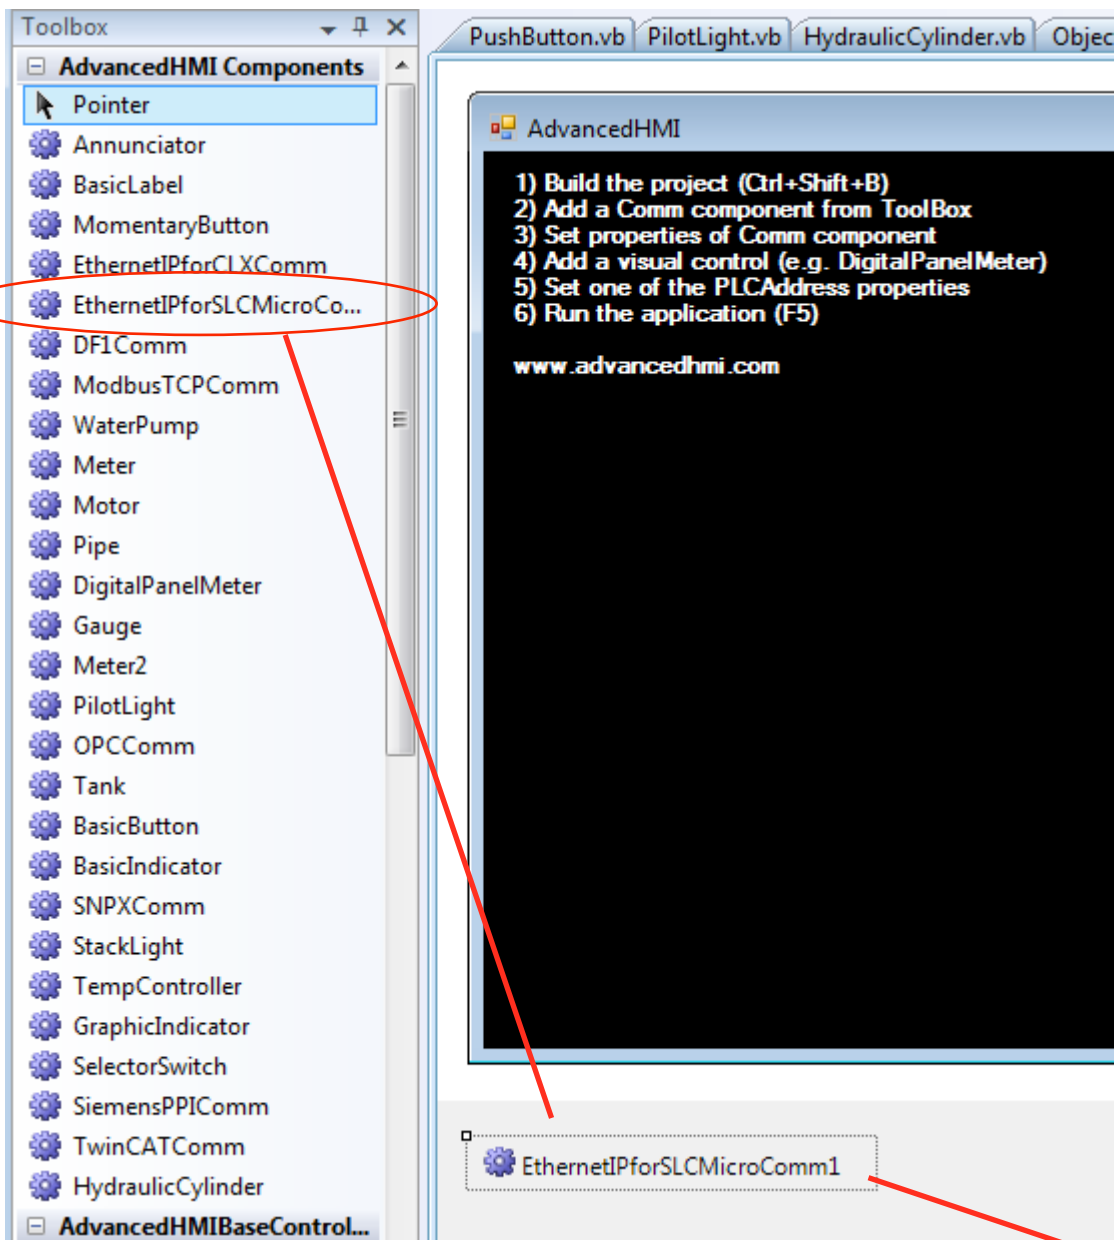 Toolbox
AdvancedHMI Components
Pointer
Annunciator
BasicLabel
MomentaryButton
EthernetIPforCLXComm
EthernetIPforSLCMicroCo...
DF1Comm
ModbusTCPComm
WaterPump
Meter
Motor
Pipe
DigitalPanelMeter
Gauge
Meter2
PilotLight
OPCComm
Tank
BasicButton
BasicIndicator
SNPXComm
StackLight
TempController
GraphicIndicator
SelectorSwitch
SiemensPPIComm
TwinCATComm
HydraulicCylinder
AdvancedHMIBaseControl...
PushButton.vb PilotLight.vb HydraulicCylinder.vb Objec
AdvancedHMI
1) Build the project (Ctrl+Shift+B)
2) Add a Comm component from ToolBox
3) Set properties of Comm component
4) Add a visual control (e.g. DigitalPanelMeter)
5) Set one of the PLCAddress properties
6) Run the application (F5)
www.advancedhmi.com
EthernetIPforSLCMicroComm1